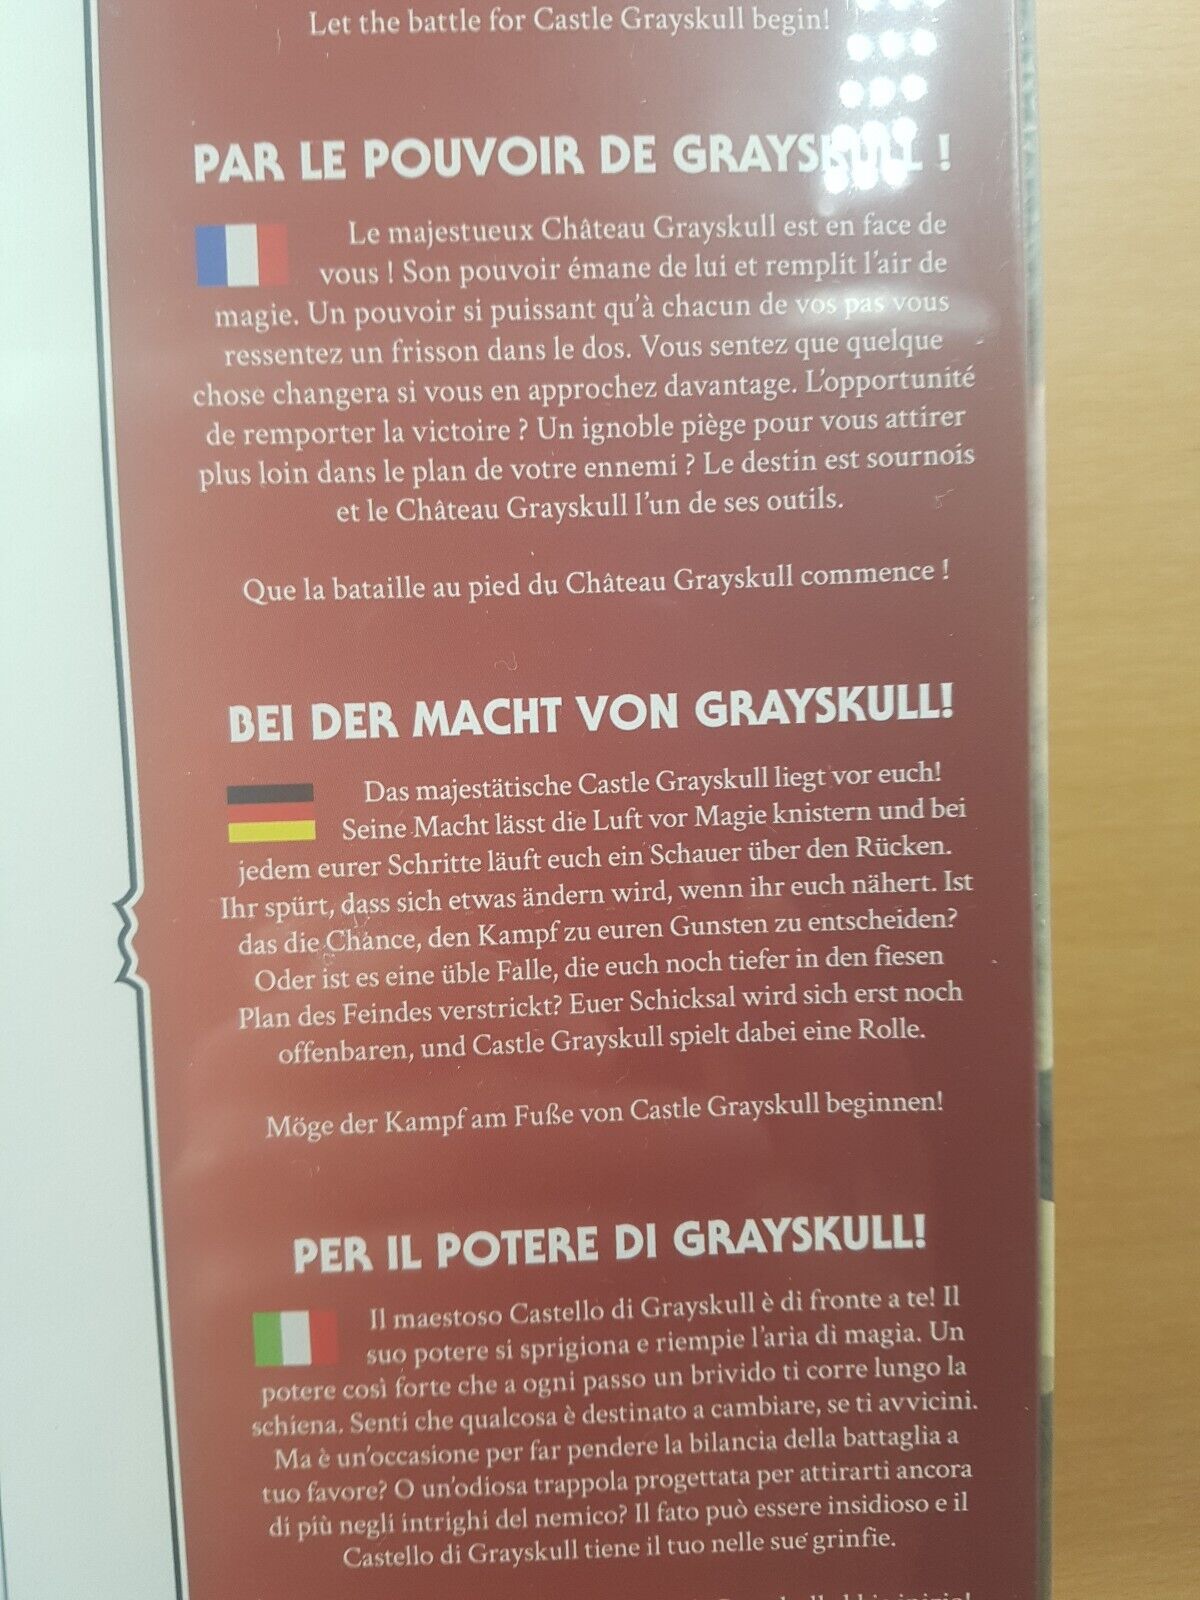 Let the battle for Castle Grayskull begin!
PAR LE POUVOIR DE GRAYSKULL !
Le majestueux Château Grayskull est en face de
vous ! Son pouvoir émane de lui et remplit l'air de
magie. Un pouvoir si puissant qu'à chacun de vos pas vous
ressentez un frisson dans le dos. Vous sentez que quelque
chose changera si vous en approchez davantage. L'opportunité
de remporter la victoire ? Un ignoble piège pour vous attirer
plus loin dans le plan de votre ennemi ? Le destin est sournois
et le Château Grayskull l'un de ses outils.
Que la bataille au pied du Château Grayskull commence !
BEI DER MACHT VON GRAYSKULL!
Das majestätische Castle Grayskull liegt vor euch!
Seine Macht lässt die Luft vor Magie knistern und bei
jedem eurer Schritte läuft euch ein Schauer über den Rücken.
Ihr spürt, dass sich etwas ändern wird, wenn ihr euch nähert. Ist
das die Chance, den Kampf zu euren Gunsten zu entscheiden?
Oder ist es eine üble Falle, die euch noch tiefer in den fiesen
Plan des Feindes verstrickt? Euer Schicksal wird sich erst noch
offenbaren, und Castle Grayskull spielt dabei eine Rolle.
Möge der Kampf am Fuße von Castle Grayskull beginnen!
PER IL POTERE DI GRAYSKULL!
Il maestoso Castello di Grayskull è di fronte a te! Il
suo potere si sprigiona e riempie l'aria di magia. Un
potere così forte che a ogni passo un brivido ti corre lungo la
schiena. Senti che qualcosa è destinato a cambiare, se ti avvicini.
Ma è un'occasione per far pendere la bilancia della battaglia a
tuo favore? O un'odiosa trappola progettata per attirarti ancora
di più negli intrighi del nemico? Il fato può essere insidioso e il
Castello di Grayskull tiene il tuo nelle sue grinfie.